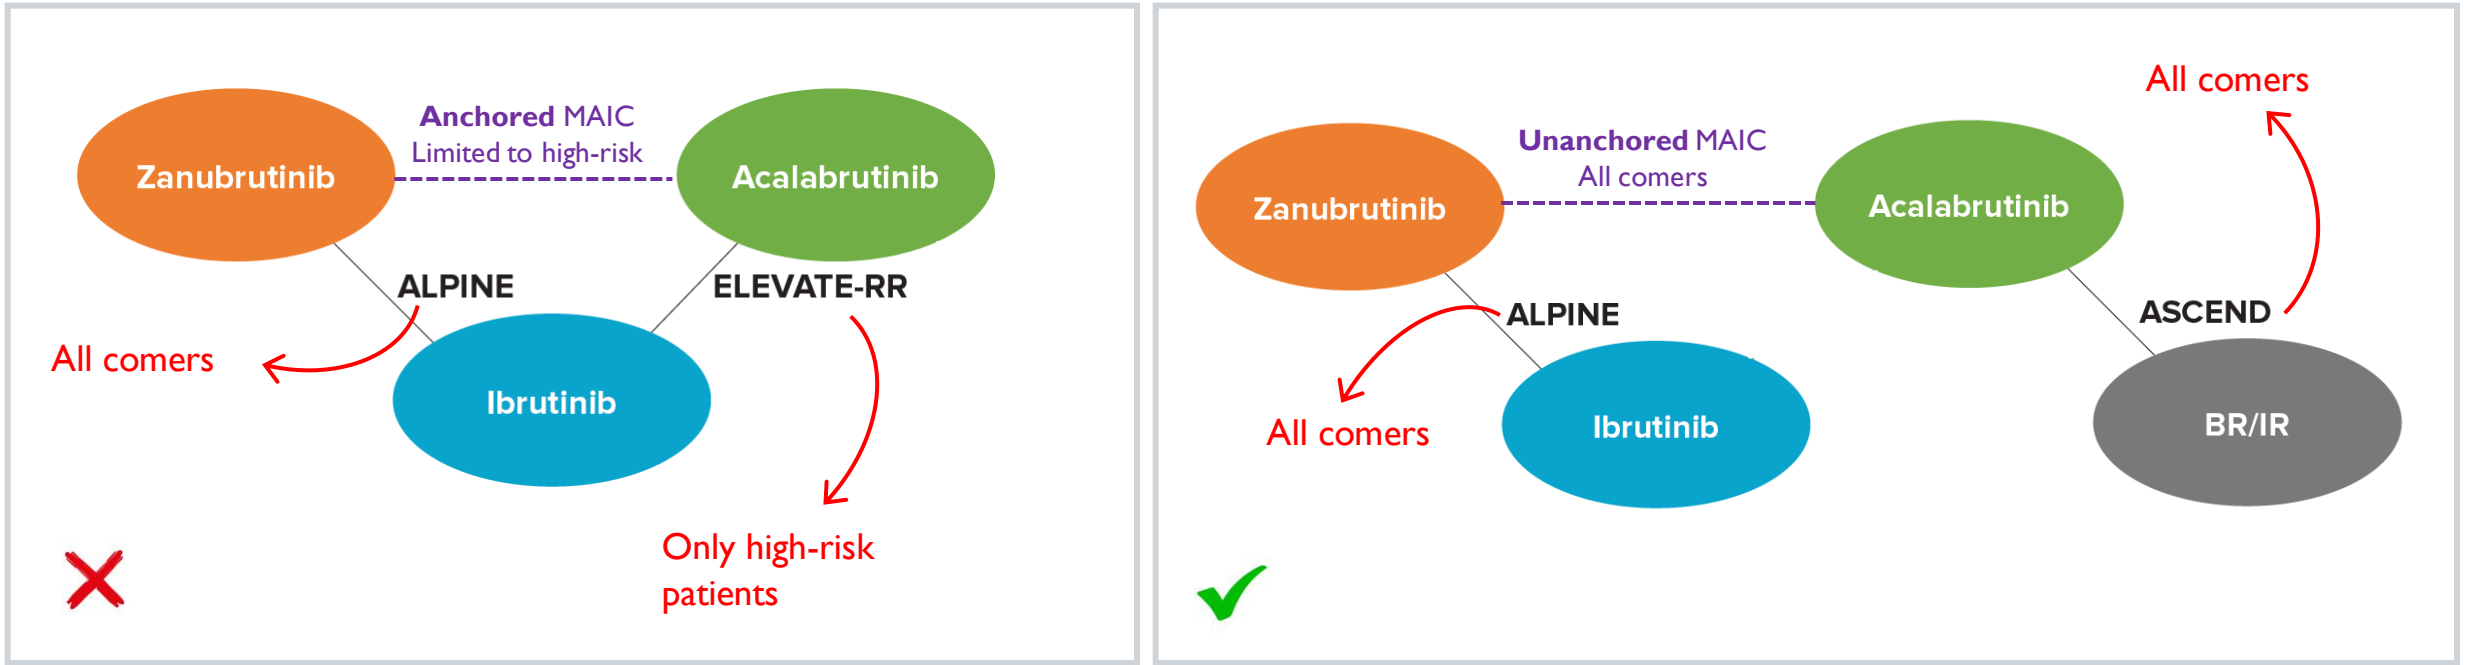 Anchored MAIC
Limited to high-risk
Zanubrutinib
Acalabrutinib
ALPINE
ELEVATE-RR
All comers
Ibrutinib
Only high-risk
patients
All comers
Unanchored MAIC
All comers
Zanubrutinib
Acalabrutinib
ALPINE
ASCEND
All comers
Ibrutinib
BR/IR